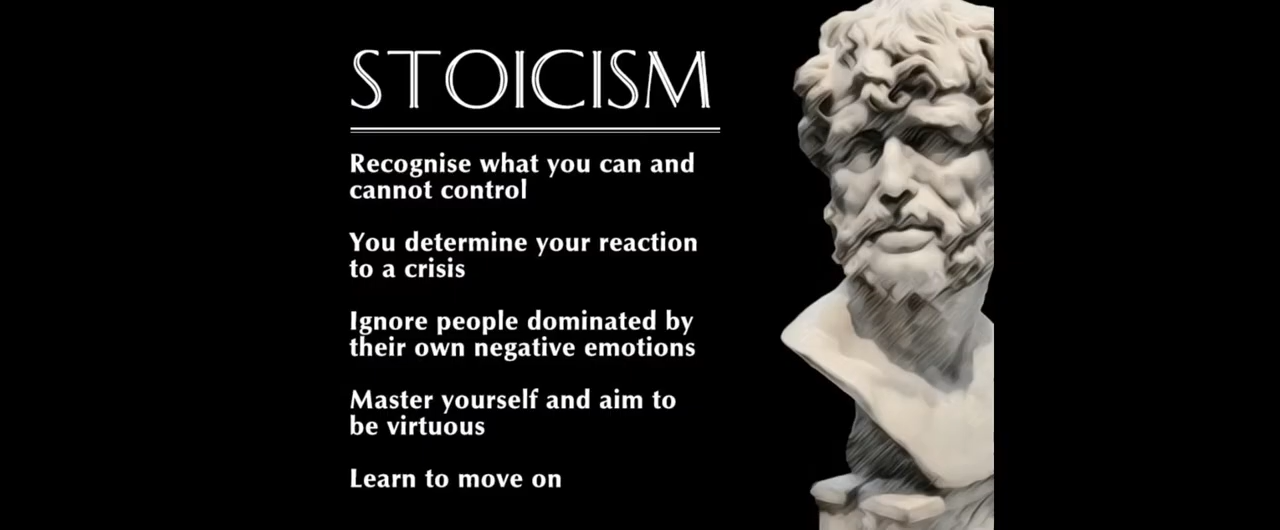 STOICISM
Recognise what you can and
cannot control
You determine your reaction
to a crisis
Ignore people dominated by
their own negative emotions
Master yourself and aim to
be virtuous
Learn to move on